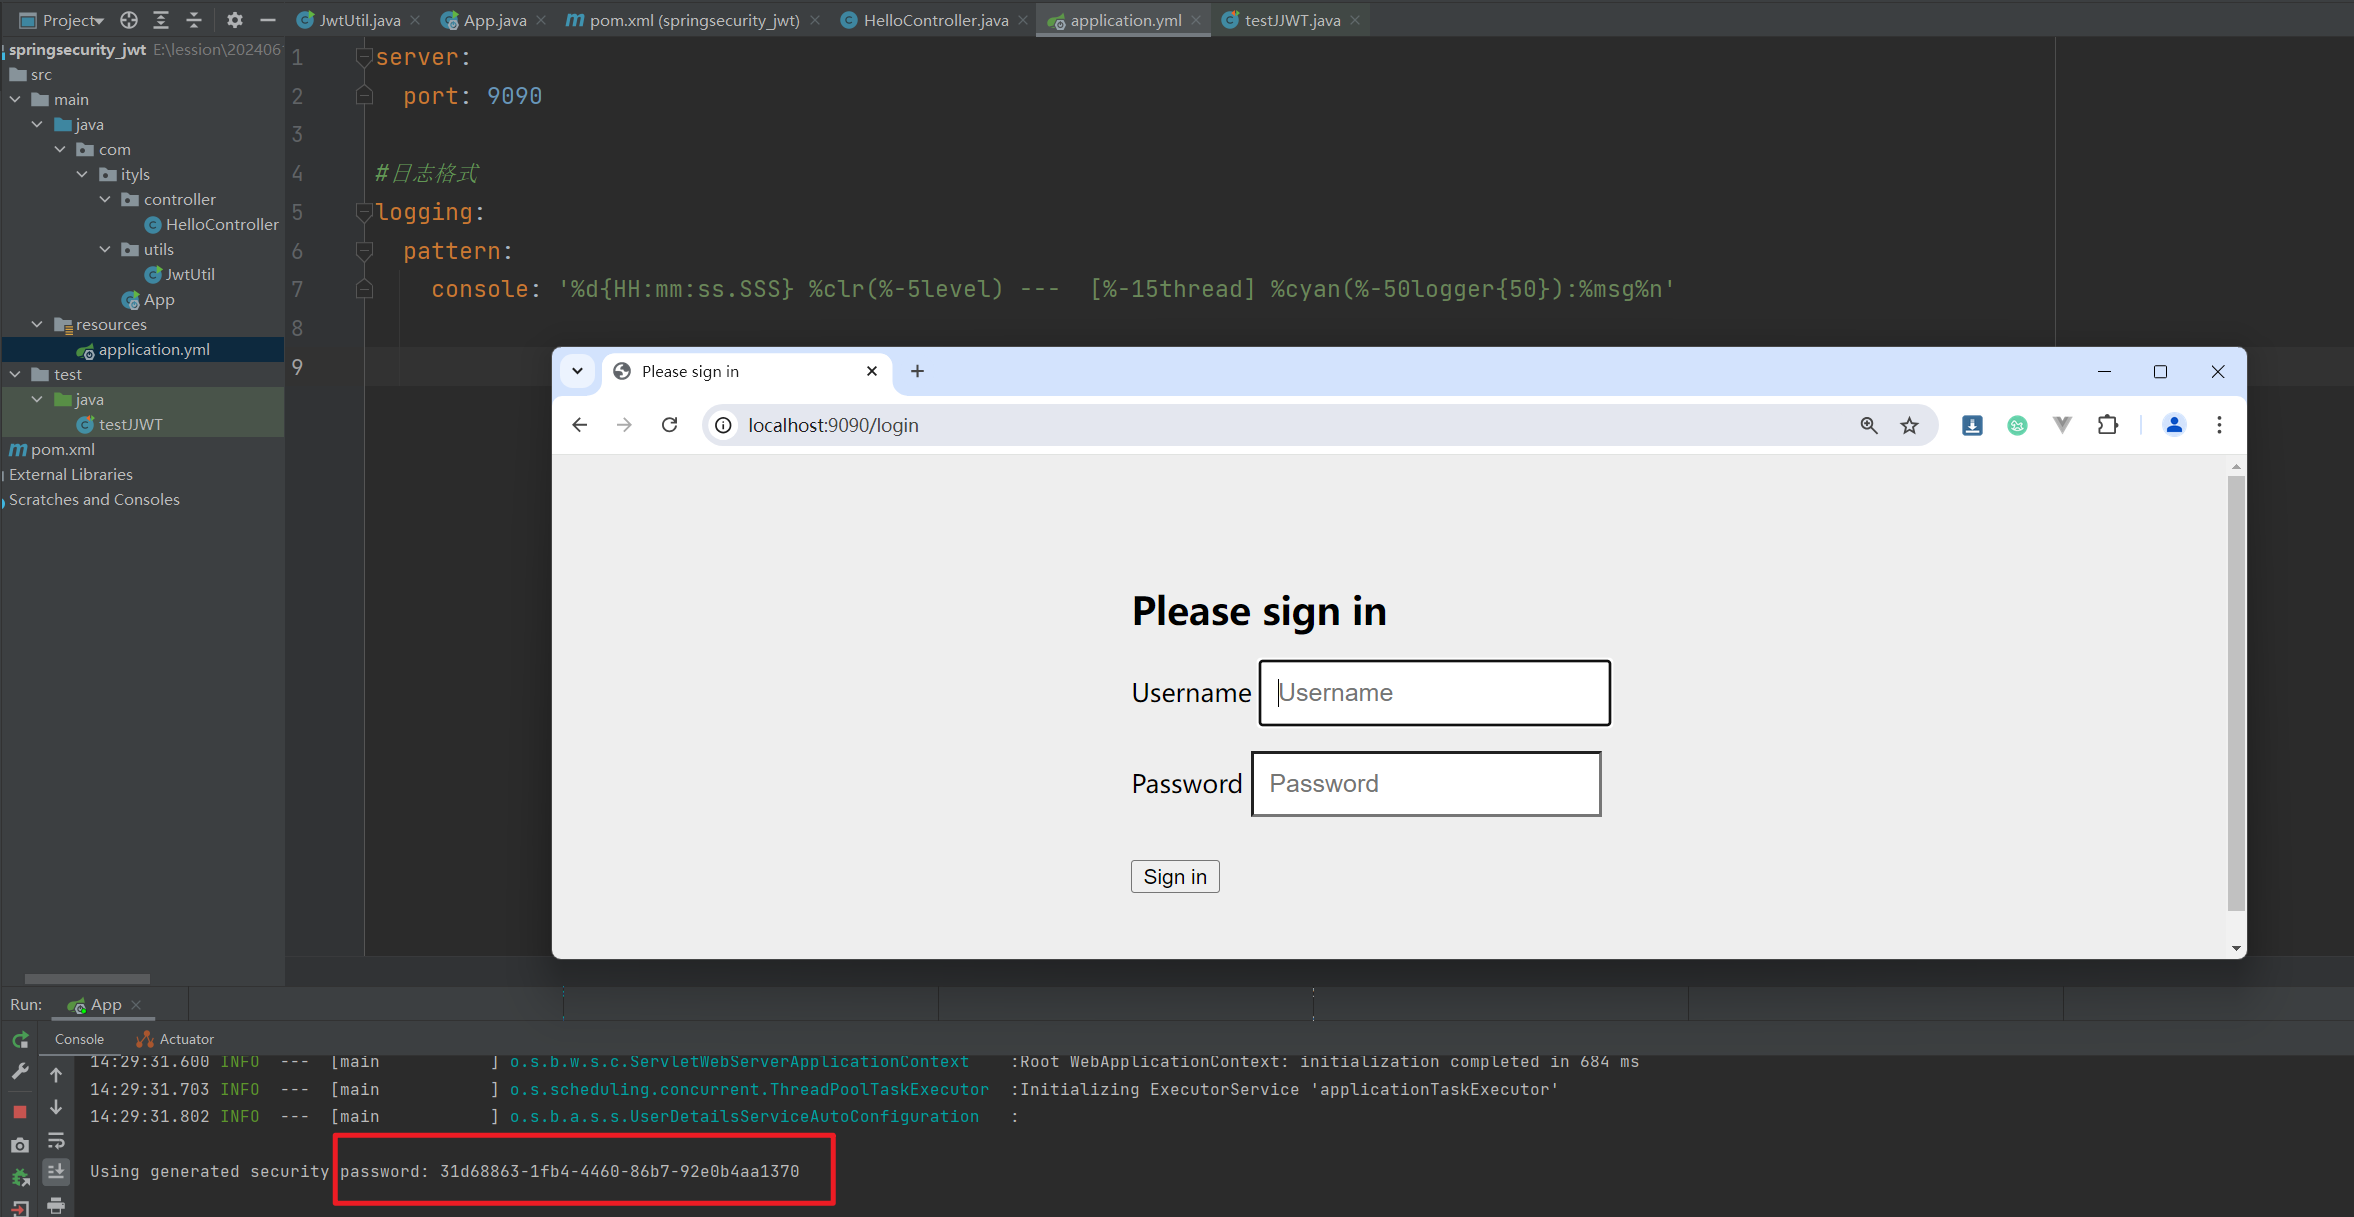 Project
JwtUtil.java
App.java
pom.xml (springsecurity_jwt)
HelloController.java
application.yml
testJJWT.java
springsecurity_jwt E:\lession\202406
src
main
java
com
ityls
controller
HelloController
utils
JwtUtil
App
resources
application.yml
test
java
testJJWT
pom.xml
External Libraries
Scratches and Consoles
1 server:
2 port: 9090
3
4 #日志格式
5 logging:
6 pattern:
7 console: '%d{HH:mm:ss.SSS} %clr(%-5level) --- [%-15thread] %cyan(%-50logger{50}):%msg%n'
8
9
Please sign in
localhost:9090/login
Please sign in
Username Username
Password Password
Sign in
Run: App
Console Actuator
14:29:31.600 INFO --- [main ] o.s.b.w.s.c.ServletWebServerApplicationContext :Root WebApplicationContext: initialization completed in 684 ms
14:29:31.703 INFO --- [main ] o.s.scheduling.concurrent.ThreadPoolTaskExecutor :Initializing ExecutorService 'applicationTaskExecutor'
14:29:31.802 INFO --- [main ] o.s.b.a.s.s.UserDetailsServiceAutoConfiguration :
Using generated security password: 31d68863-1fb4-4460-86b7-92e0b4aa1370